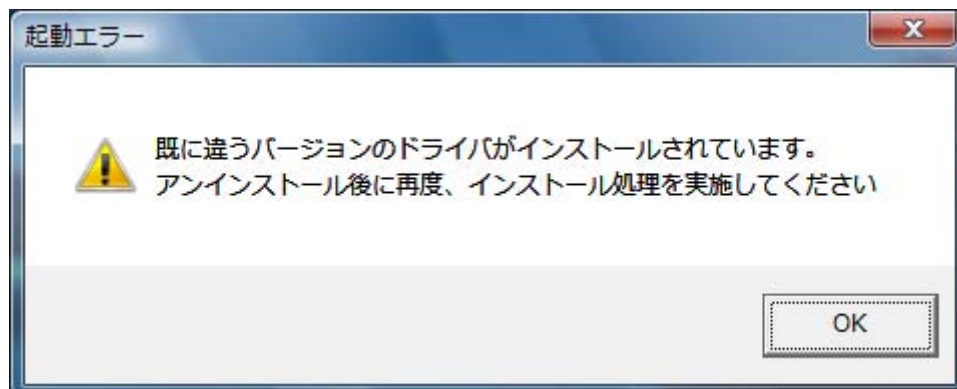 起動エラー
既に違うバージョンのドライバがインストールされています。
アンインストール後に再度、インストール処理を実施してください
OK